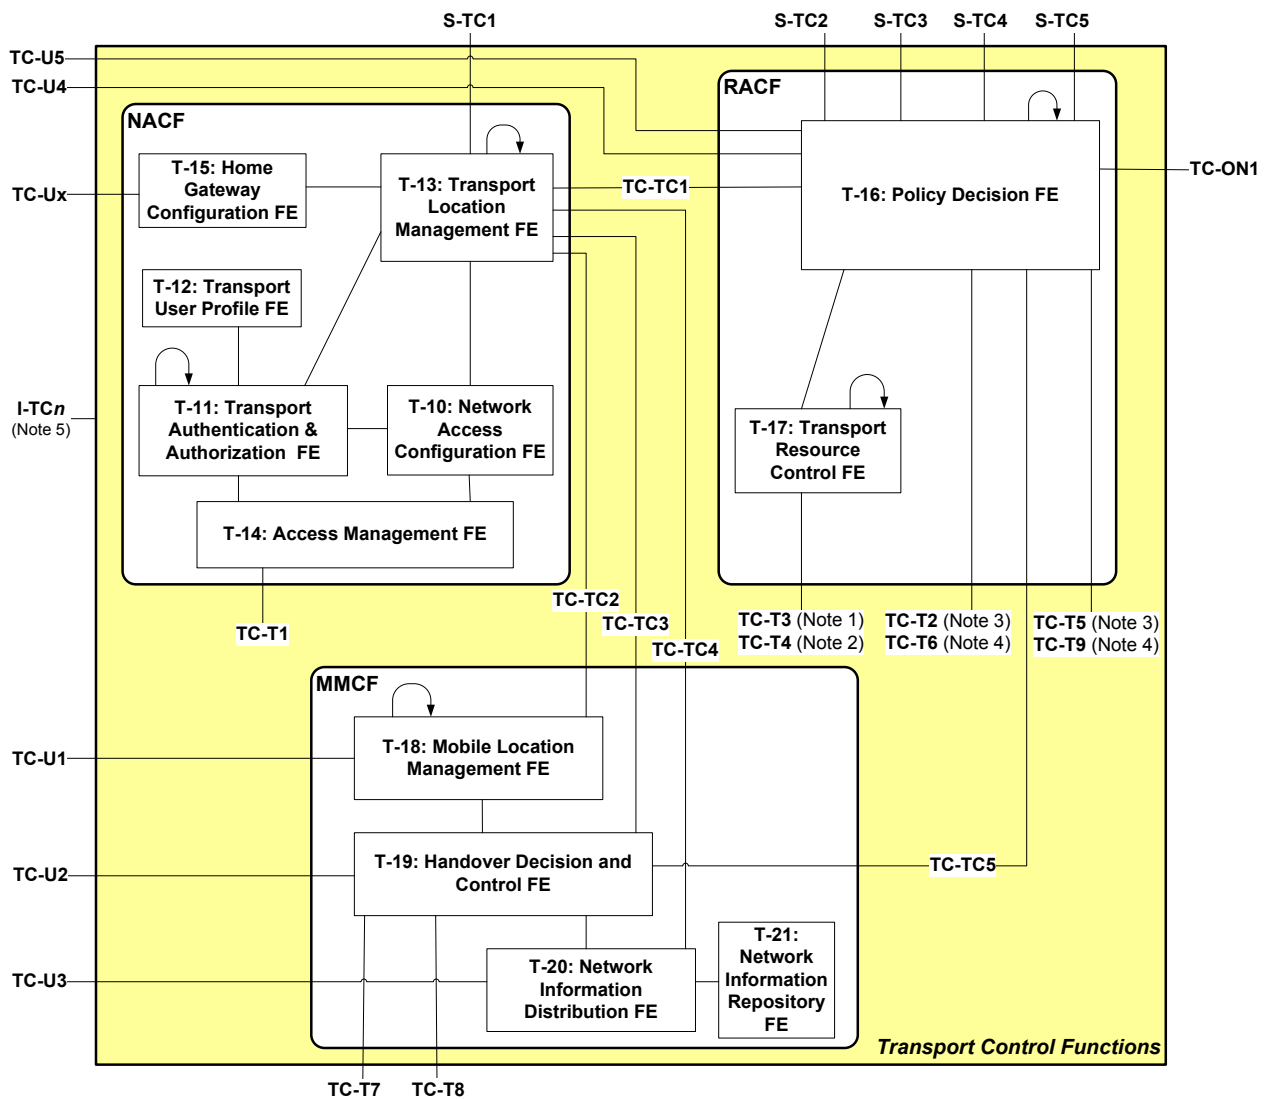 S-TC1
S-TC2
S-TC3
S-TC4
S-TC5
TC-U5
TC-U4
NACF
RACF
T-15: Home
Gateway
Configuration FE
T-13: Transport
Location
Management FE
TC-TC1
T-16: Policy Decision FE
TC-ON1
TC-Ux
T-12: Transport
User Profile FE
I-TCn
(Note 5)
T-11: Transport
Authentication &
Authorization FE
T-10: Network
Access
Configuration FE
T-17: Transport
Resource
Control FE
T-14: Access Management FE
TC-TC2
TC-TC3
TC-TC4
TC-T1
TC-T3 (Note 1)
TC-T4 (Note 2)
TC-T2 (Note 3)
TC-T6 (Note 4)
TC-T5 (Note 3)
TC-T9 (Note 4)
MMCF
TC-U1
T-18: Mobile Location
Management FE
TC-U2
T-19: Handover Decision and
Control FE
TC-TC5
TC-U3
T-20: Network
Information
Distribution FE
T-21:
Network
Information
Repository
FE
Transport Control Functions
TC-T7
TC-T8